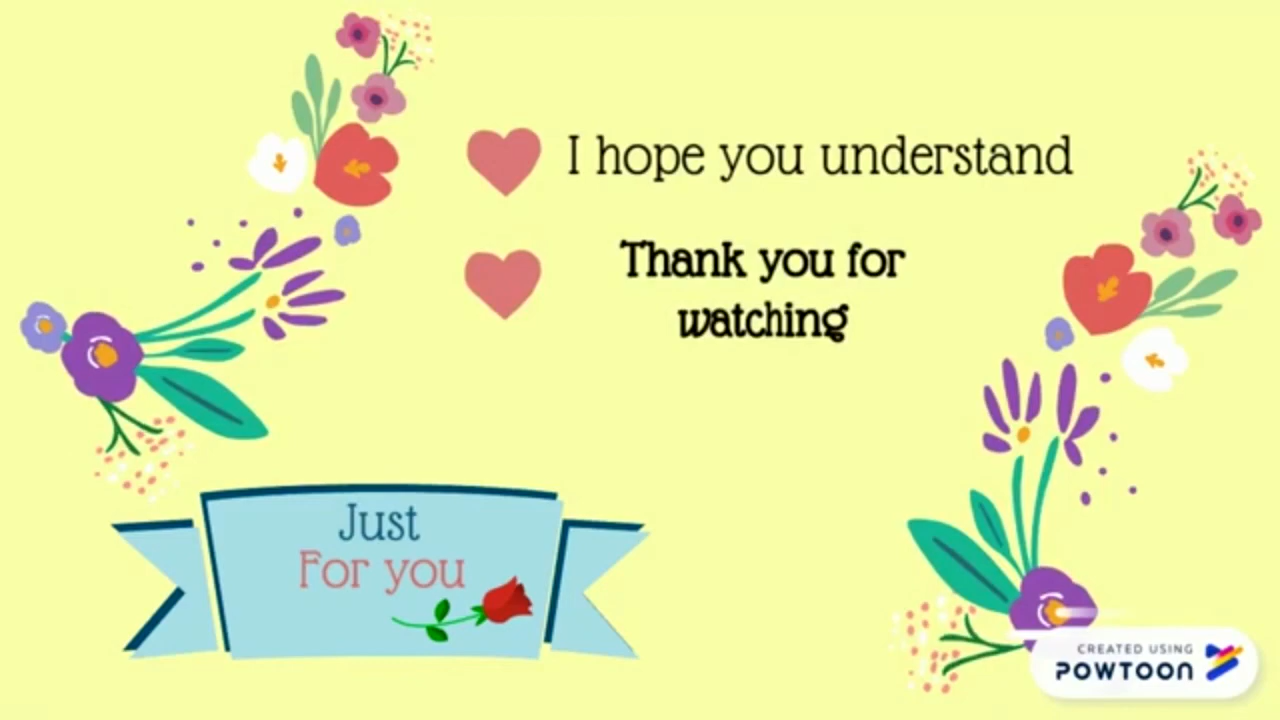 I hope you understand
Thank you for
watching
Just
For you
CREATED USING
POWTOON